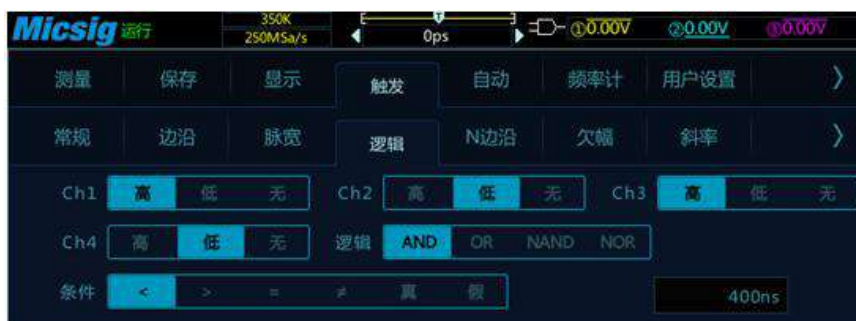 Micsig 运行 350K 250MSa/s 0ps T ①0.00V ②0.00V ③0.00V
测量 保存 显示 触发 自动 频率计 用户设置 >
常规 边沿 脉宽 逻辑 N边沿 欠幅 斜率 >
Ch1 高 低 无 Ch2 高 低 无 Ch3 高 低 无
Ch4 高 低 无 逻辑 AND OR NAND NOR
条件 < > = ≠ 真 假 400ns